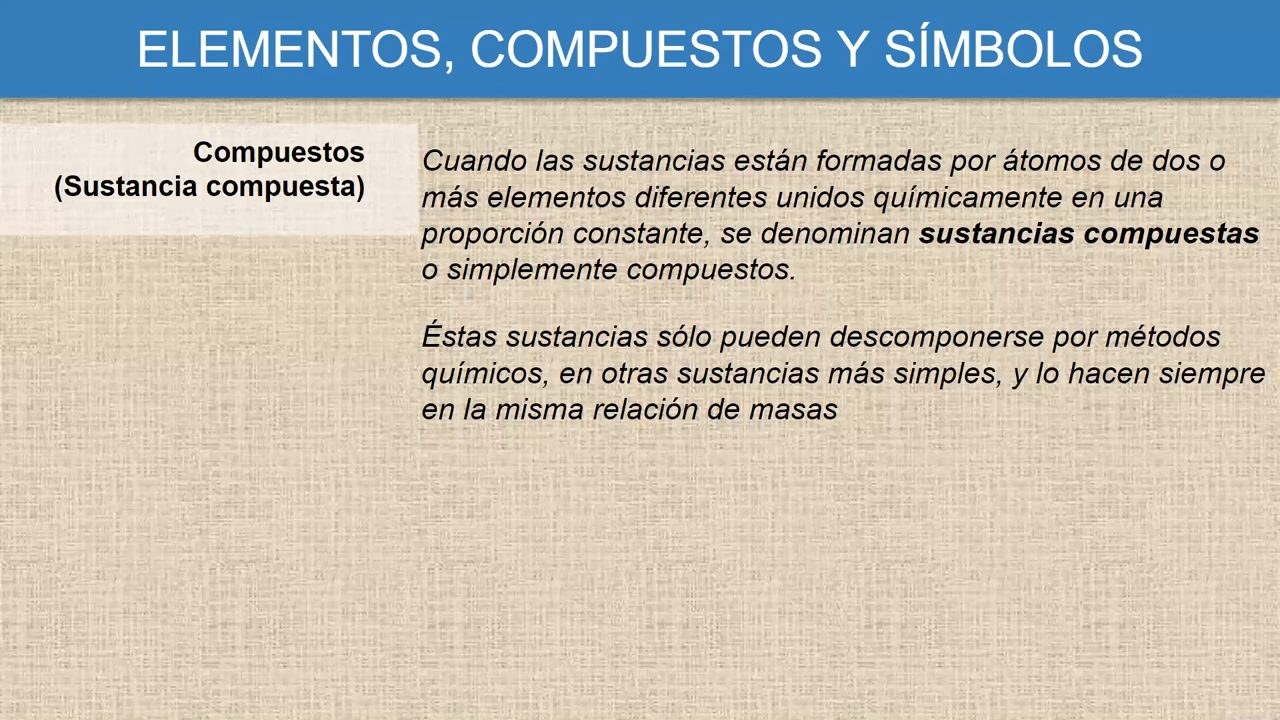 ELEMENTOS, COMPUESTOS Y SÍMBOLOS
Compuestos
(Sustancia compuesta)
Cuando las sustancias están formadas por átomos de dos o
más elementos diferentes unidos químicamente en una
proporción constante, se denominan sustancias compuestas
o simplemente compuestos.
Éstas sustancias sólo pueden descomponerse por métodos
químicos, en otras sustancias más simples, y lo hacen siempre
en la misma relación de masas